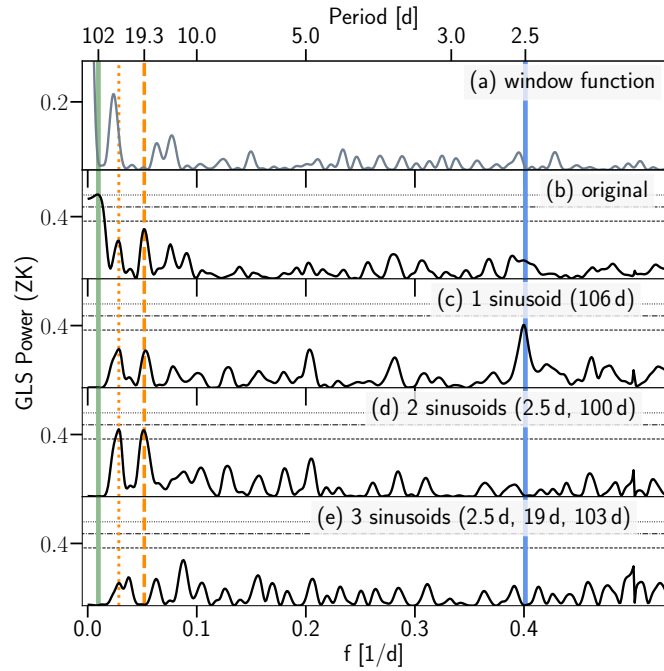 Period [d]
102 19.3 10.0 5.0 3.0 2.5
(a) window function
0.2
(b) original
0.4
(c) 1 sinusoid (106 d)
0.4
(d) 2 sinusoids (2.5 d, 100 d)
0.4
(e) 3 sinusoids (2.5 d, 19 d, 103 d)
0.4
GLS Power (ZK)
0.0 0.1 0.2 0.3 0.4
f [1/d]